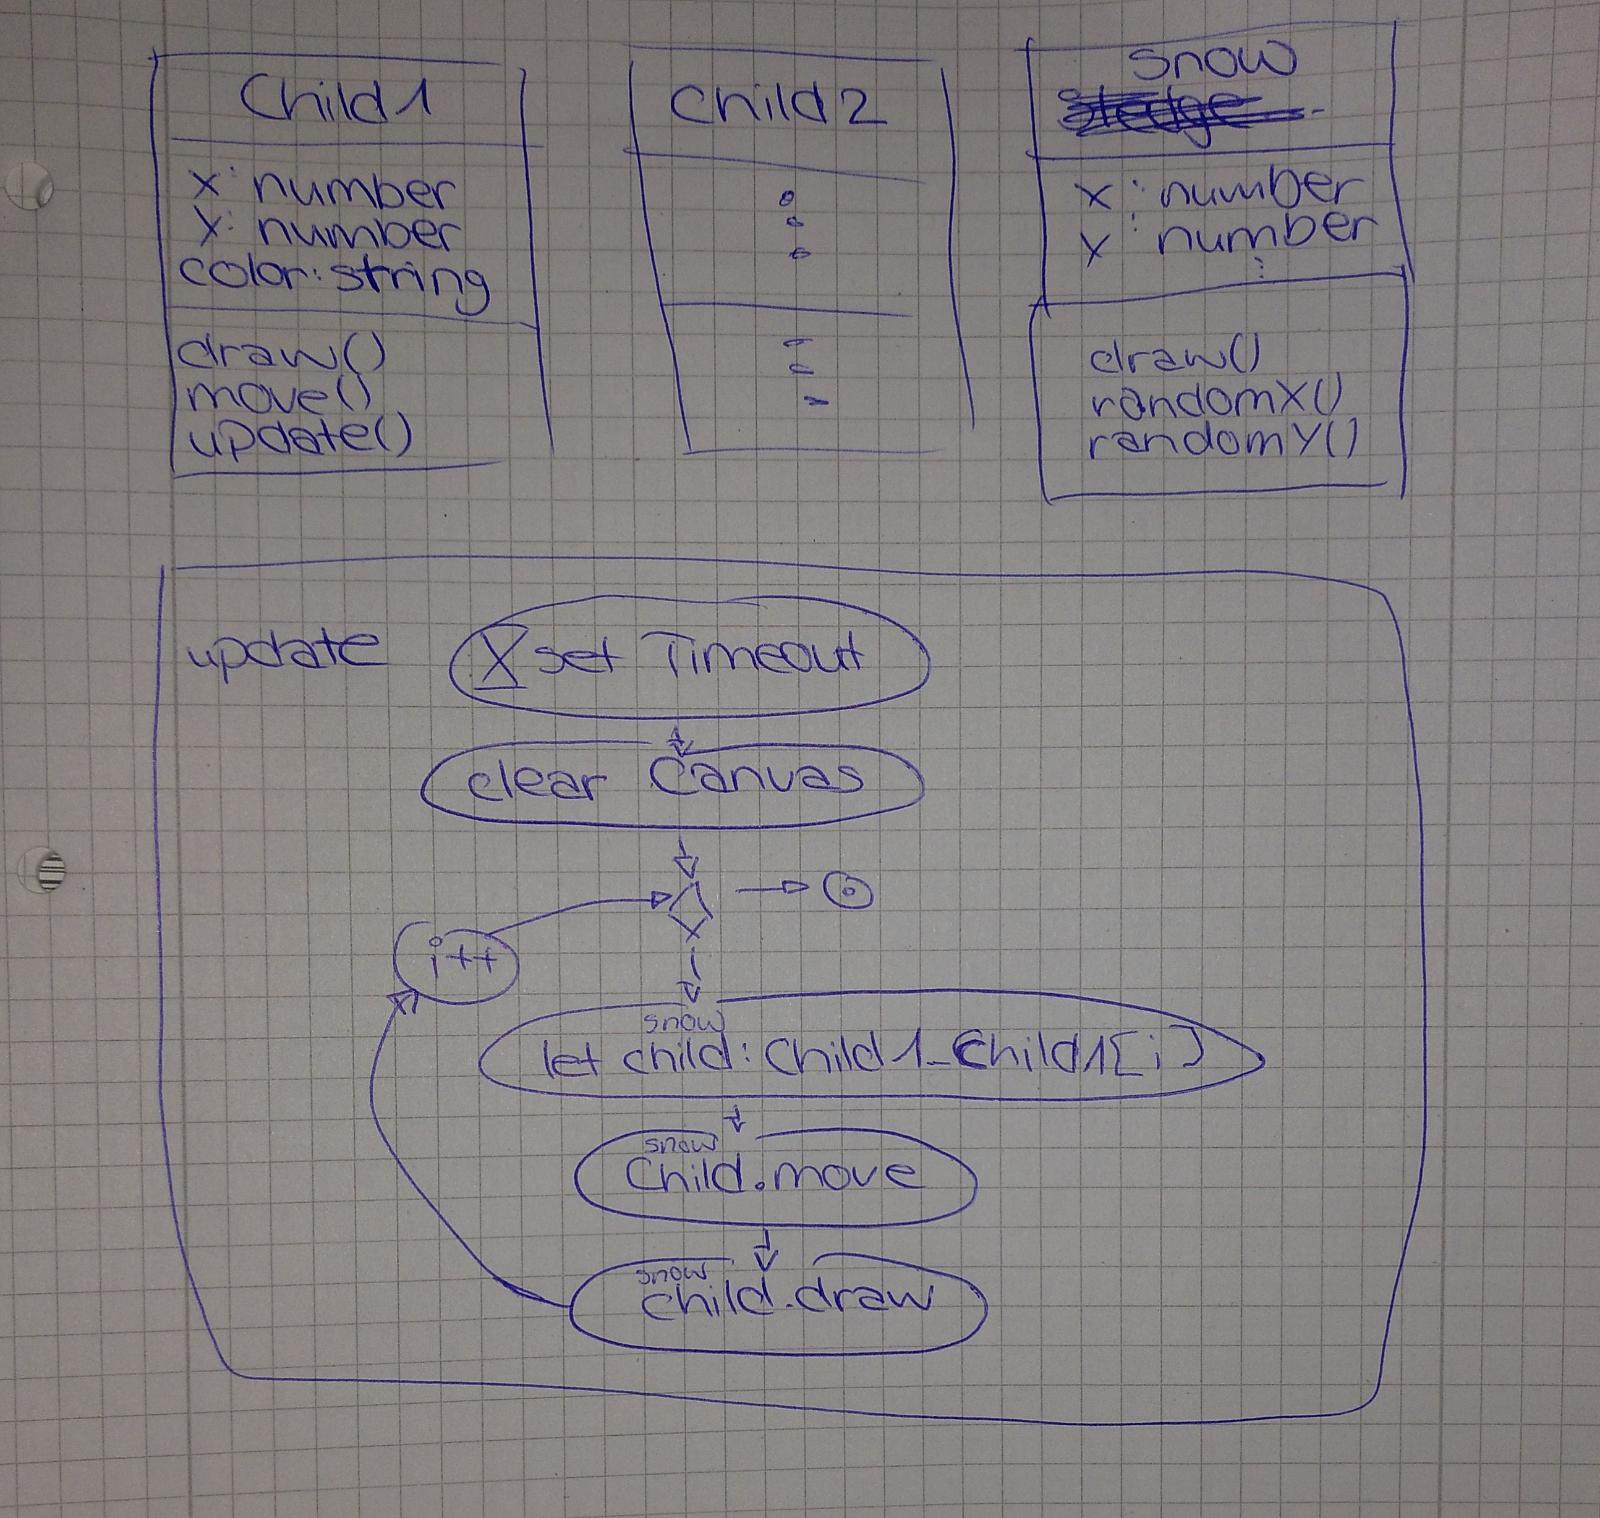 Child1
x: number
y: number
color: string
draw()
move()
update()
Child2
snow
sledge
x: number
y: number
draw()
randomX()
randomY()
update
set Timeout
clear Canvas
i++
snow
let child: Child1_Child1[i]
snow
Child.move
snow
child.draw